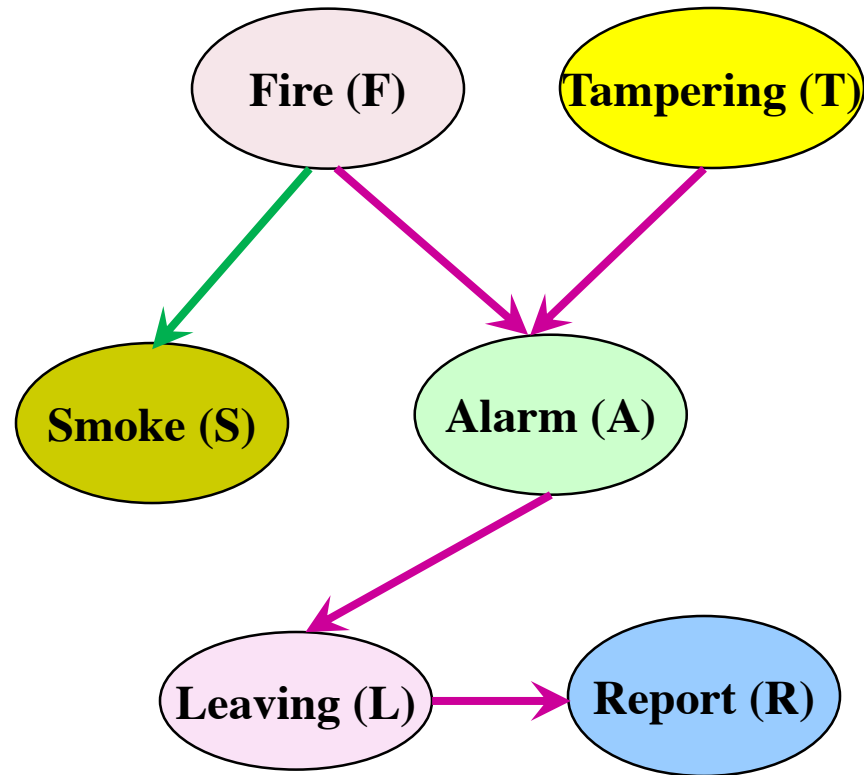 Fire (F)
Tampering (T)
Smoke (S)
Alarm (A)
Leaving (L)
Report (R)